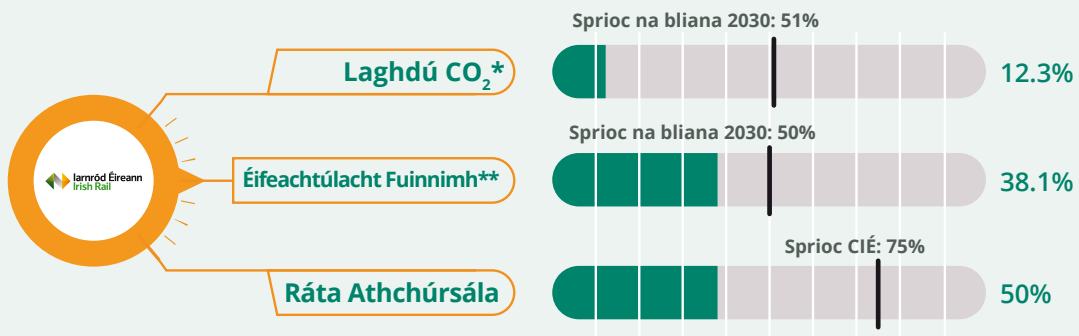 Sprioc na bliana 2030: 51%
Laghdú CO₂*
12.3%
Sprioc na bliana 2030: 50%
Iarnród Éireann
Irish Rail
Éifeachtúlacht Fuinnimh**
38.1%
Sprioc CIÉ: 75%
Ráta Athchúrsála
50%